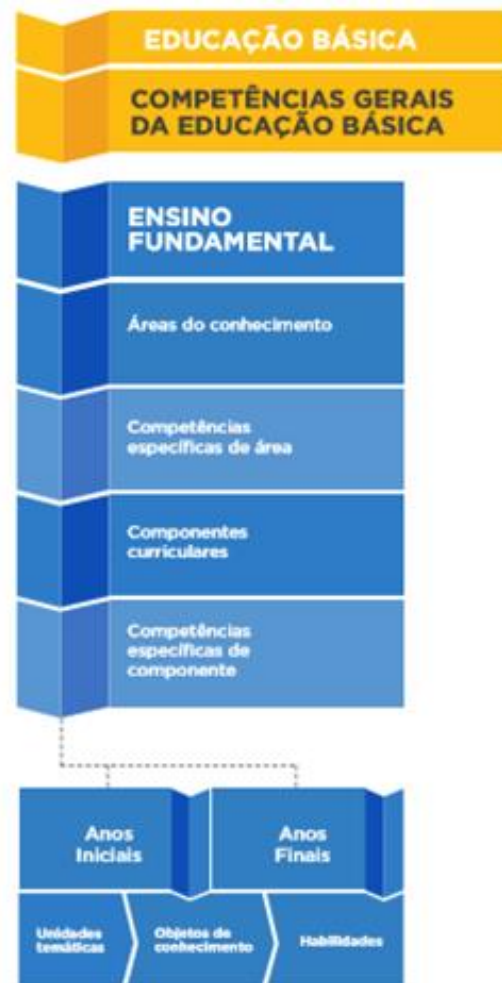 EDUCAÇÃO BÁSICA
COMPETÊNCIAS GERAIS
DA EDUCAÇÃO BÁSICA
ENSINO
FUNDAMENTAL
Áreas do conhecimento
Competências
específicas de área
Componentes
curriculares
Competências
específicas de
componente
Anos
Iniciais
Anos
Finais
Unidades
temáticas
Objetos de
conhecimento
Habilidades